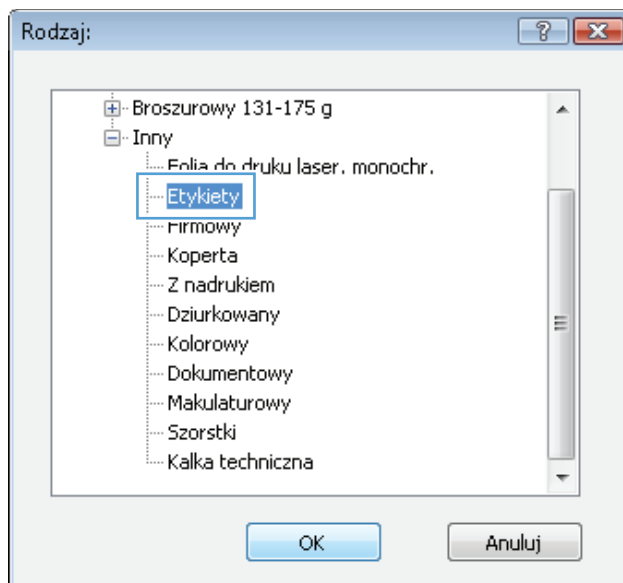 Rodzaj:
Broszurowy 131-175 g
Inny
Folia do druku laser. monochr.
Etykiety
Firmowy
Koperta
Z nadrukiem
Dziurkowany
Kolorowy
Dokumentowy
Makulaturowy
Szorstki
Kalka techniczna
OK Anuluj